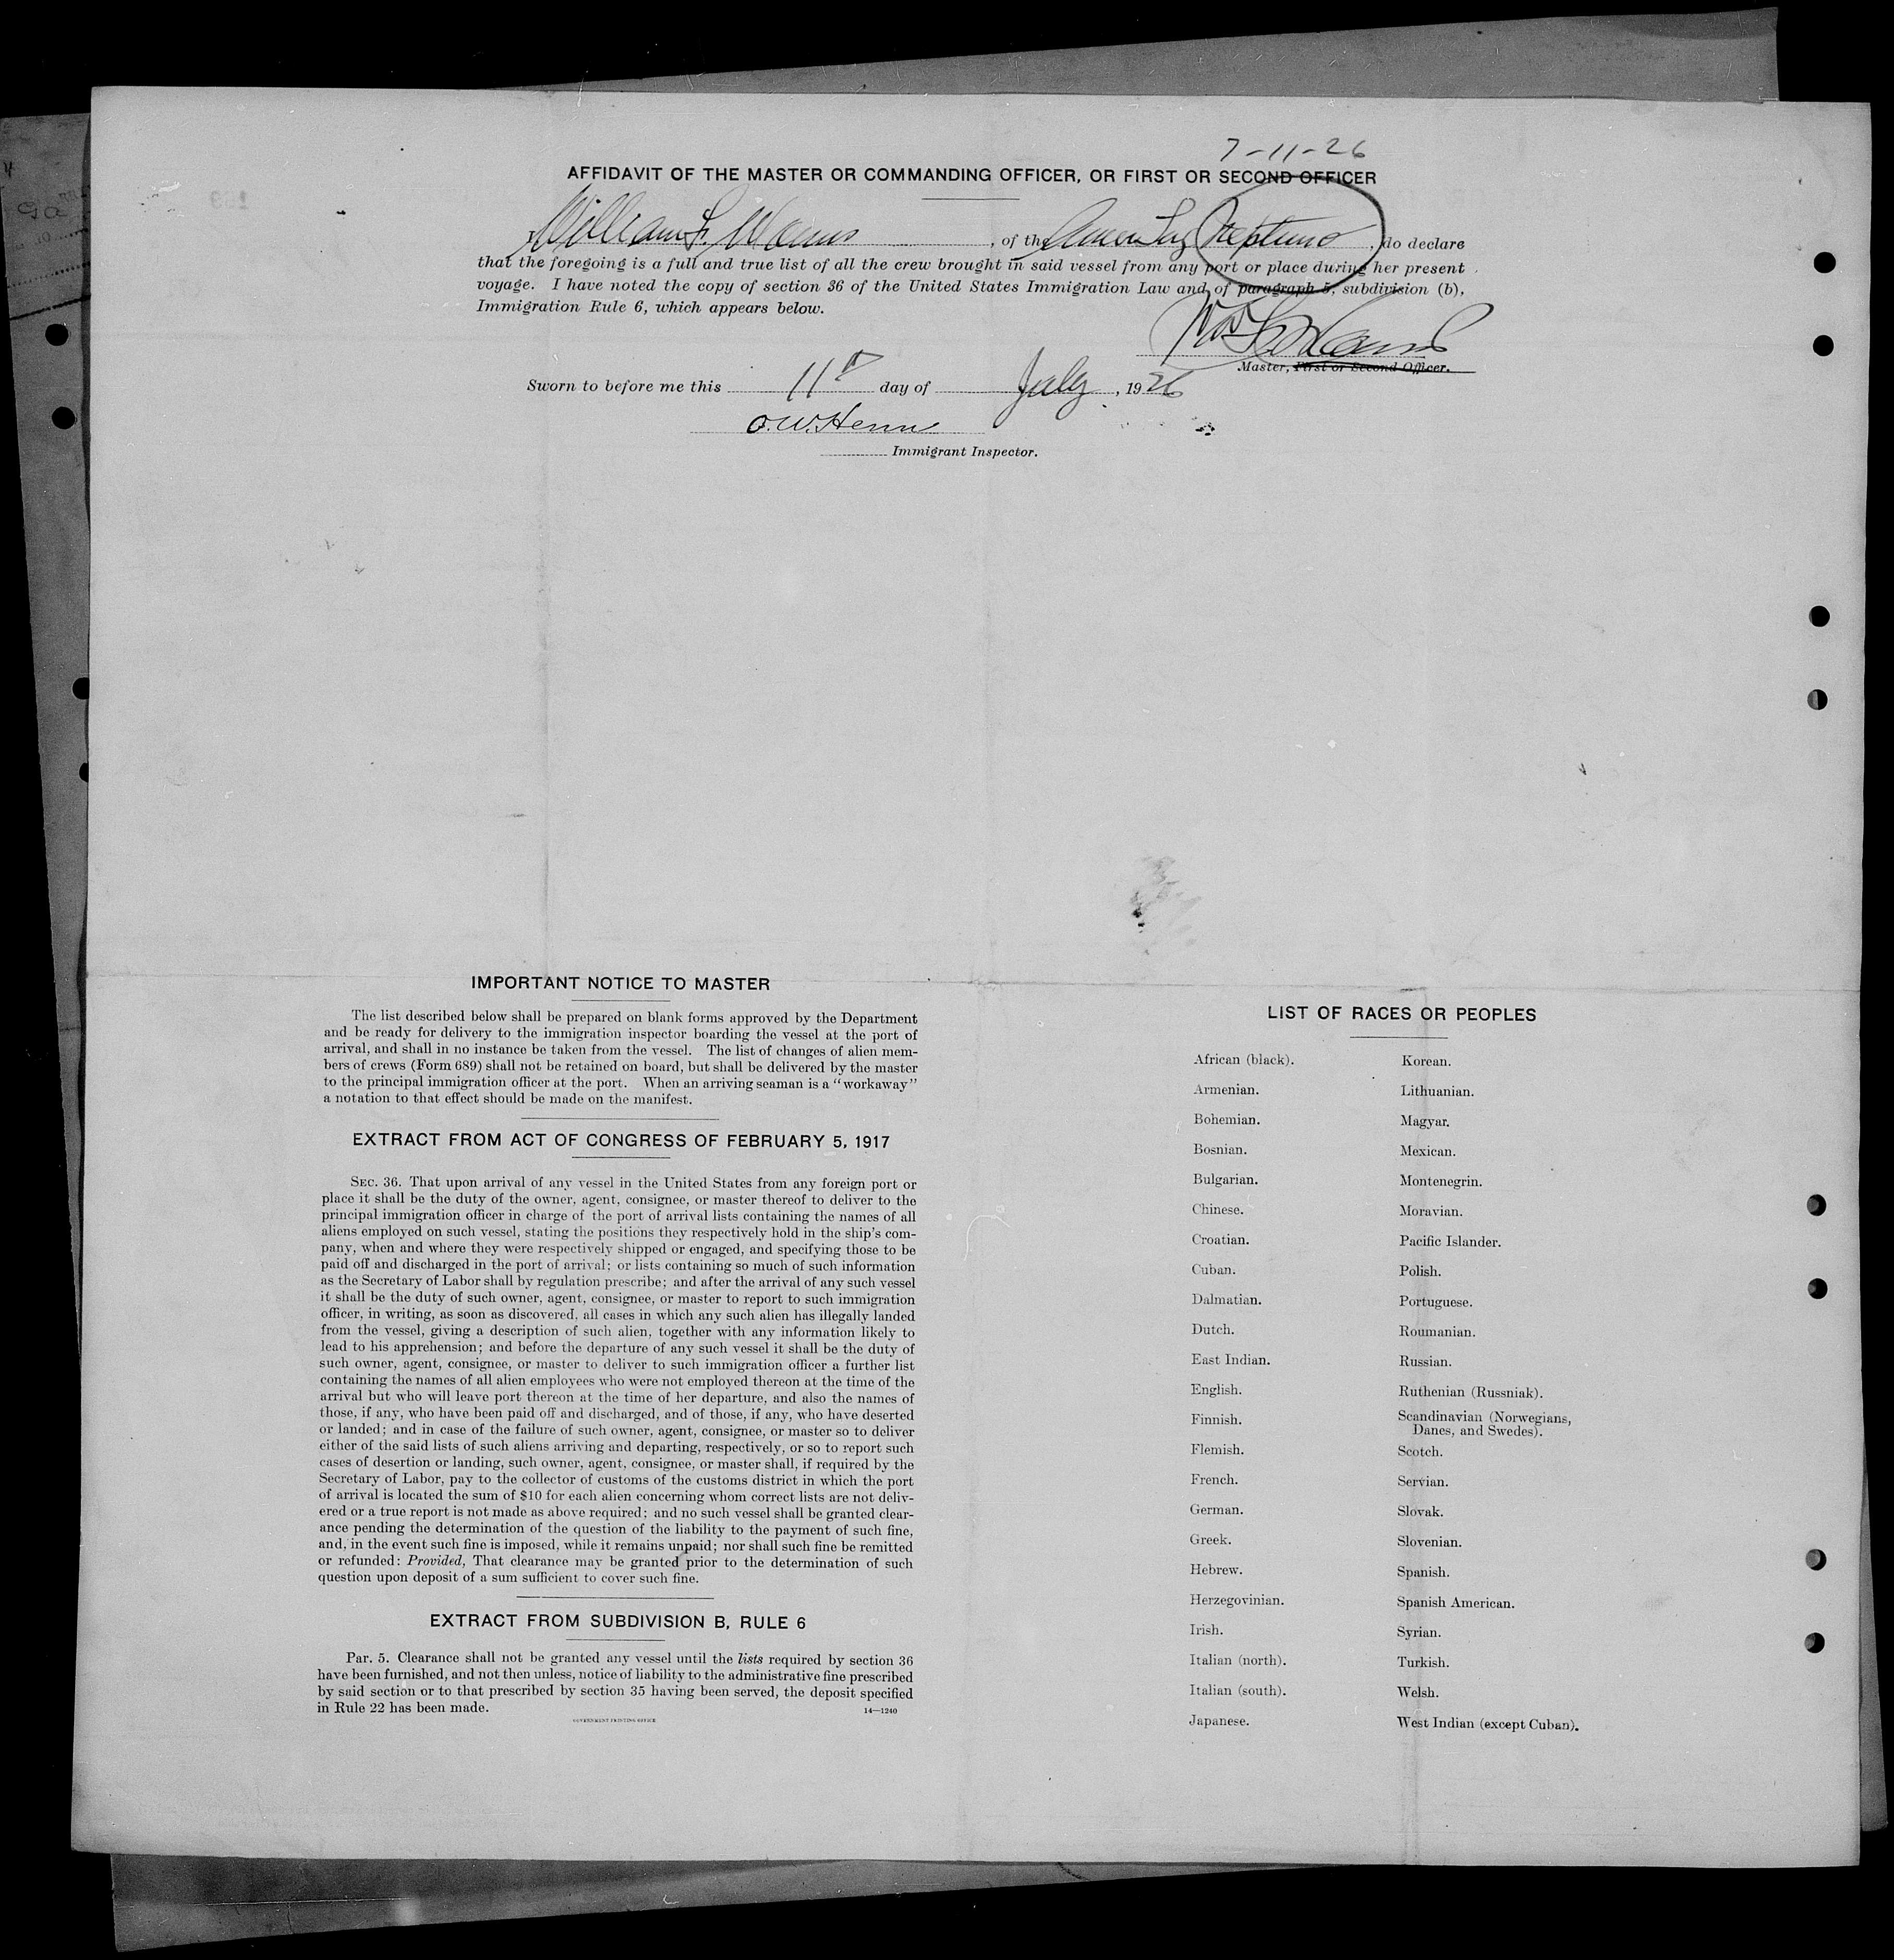 7-11-26
AFFIDAVIT OF THE MASTER OR COMMANDING OFFICER, OR FIRST OR SECOND OFFICER
I, William, of the Amer Tug Neptune, do declare
that the foregoing is a full and true list of all the crew brought in said vessel from any port or place during her present
voyage. I have noted the copy of section 36 of the United States Immigration Law and of paragraph 5, subdivision (b),
Immigration Rule 6, which appears below.
Master, First or Second Officer.
Sworn to before me this 11th day of July, 1926
O.W.
Immigrant Inspector.
IMPORTANT NOTICE TO MASTER
The list described below shall be prepared on blank forms approved by the Department
and be ready for delivery to the immigration inspector boarding the vessel at the port of
arrival, and shall in no instance be taken from the vessel. The list of changes of alien mem-
bers of crews (Form 689) shall not be retained on board, but shall be delivered by the master
to the principal immigration officer at the port. When an arriving seaman is a "workaway"
a notation to that effect should be made on the manifest.
EXTRACT FROM ACT OF CONGRESS OF FEBRUARY 5, 1917
SEC. 36. That upon arrival of any vessel in the United States from any foreign port or
place it shall be the duty of the owner, agent, consignee, or master thereof to deliver to the
principal immigration officer in charge of the port of arrival lists containing the names of all
aliens employed on such vessel, stating the positions they respectively hold in the ship's com-
pany, when and where they were respectively shipped or engaged, and specifying those to be
paid off and discharged in the port of arrival; or lists containing so much of such information
as the Secretary of Labor shall by regulation prescribe; and after the arrival of any such vessel
it shall be the duty of such owner, agent, consignee, or master to report to such immigration
officer, in writing, as soon as discovered, all cases in which any such alien has illegally landed
from the vessel, giving a description of such alien, together with any information likely to
lead to his apprehension; and before the departure of any such vessel it shall be the duty of
such owner, agent, consignee, or master to deliver to such immigration officer a further list
containing the names of all alien employees who were not employed thereon at the time of the
arrival but who will leave port thereon at the time of her departure, and also the names of
those, if any, who have been paid off and discharged, and of those, if any, who have deserted
or landed; and in case of the failure of such owner, agent, consignee, or master so to deliver
either of the said lists of such aliens arriving and departing, respectively, or so to report such
cases of desertion or landing, such owner, agent, consignee, or master shall, if required by the
Secretary of Labor, pay to the collector of customs of the customs district in which the port
of arrival is located the sum of $10 for each alien concerning whom correct lists are not deliv-
ered or a true report is not made as above required; and no such vessel shall be granted clear-
ance pending the determination of the question of the liability to the payment of such fine,
and, in the event such fine is imposed, while it remains unpaid; nor shall such fine be remitted
or refunded: Provided, That clearance may be granted prior to the determination of such
question upon deposit of a sum sufficient to cover such fine.
EXTRACT FROM SUBDIVISION B, RULE 6
Par. 5. Clearance shall not be granted any vessel until the lists required by section 36
have been furnished, and not then unless, notice of liability to the administrative fine prescribed
by said section or to that prescribed by section 35 having been served, the deposit specified
in Rule 22 has been made.
14—1240
GOVERNMENT PRINTING OFFICE
LIST OF RACES OR PEOPLES
African (black).
Armenian.
Bohemian.
Bosnian.
Bulgarian.
Chinese.
Croatian.
Cuban.
Dalmatian.
Dutch.
East Indian.
English.
Finnish.
Flemish.
French.
German.
Greek.
Hebrew.
Herzegovinian.
Irish.
Italian (north).
Italian (south).
Japanese.
Korean.
Lithuanian.
Magyar.
Mexican.
Montenegrin.
Moravian.
Pacific Islander.
Polish.
Portuguese.
Roumanian.
Russian.
Ruthenian (Russniak).
Scandinavian (Norwegians,
Danes, and Swedes).
Scotch.
Servian.
Slovak.
Slovenian.
Spanish.
Spanish American.
Syrian.
Turkish.
Welsh.
West Indian (except Cuban).